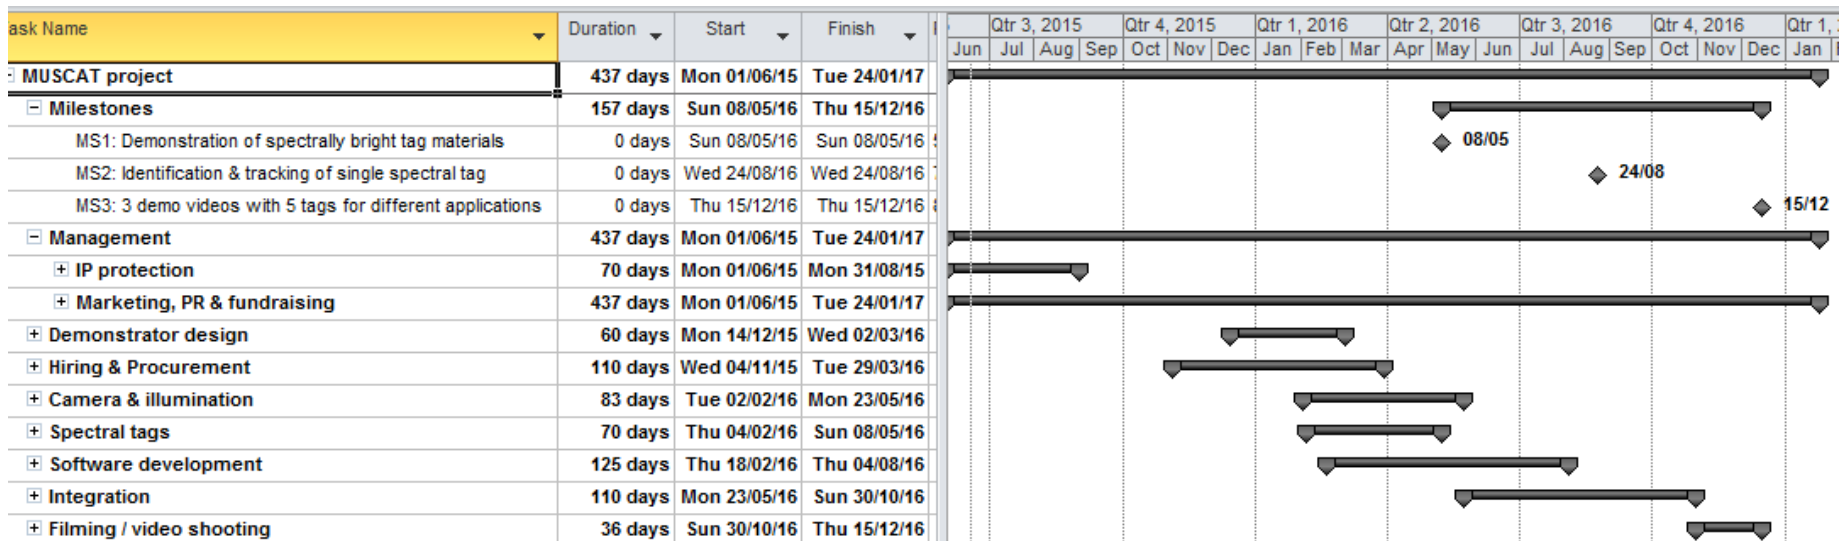 ask Name Duration Start Finish Qtr 3, 2015 Qtr 4, 2015 Qtr 1, 2016 Qtr 2, 2016 Qtr 3, 2016 Qtr 4, 2016 Qtr 1,
Jun Jul Aug Sep Oct Nov Dec Jan Feb Mar Apr May Jun Jul Aug Sep Oct Nov Dec Jan
MUSCAT project 437 days Mon 01/06/15 Tue 24/01/17
Milestones 157 days Sun 08/05/16 Thu 15/12/16
MS1: Demonstration of spectrally bright tag materials 0 days Sun 08/05/16 Sun 08/05/16 08/05
MS2: Identification & tracking of single spectral tag 0 days Wed 24/08/16 Wed 24/08/16 24/08
MS3: 3 demo videos with 5 tags for different applications 0 days Thu 15/12/16 Thu 15/12/16 15/12
Management 437 days Mon 01/06/15 Tue 24/01/17
IP protection 70 days Mon 01/06/15 Mon 31/08/15
Marketing, PR & fundraising 437 days Mon 01/06/15 Tue 24/01/17
Demonstrator design 60 days Mon 14/12/15 Wed 02/03/16
Hiring & Procurement 110 days Wed 04/11/15 Tue 29/03/16
Camera & illumination 83 days Tue 02/02/16 Mon 23/05/16
Spectral tags 70 days Thu 04/02/16 Sun 08/05/16
Software development 125 days Thu 18/02/16 Thu 04/08/16
Integration 110 days Mon 23/05/16 Sun 30/10/16
Filming / video shooting 36 days Sun 30/10/16 Thu 15/12/16